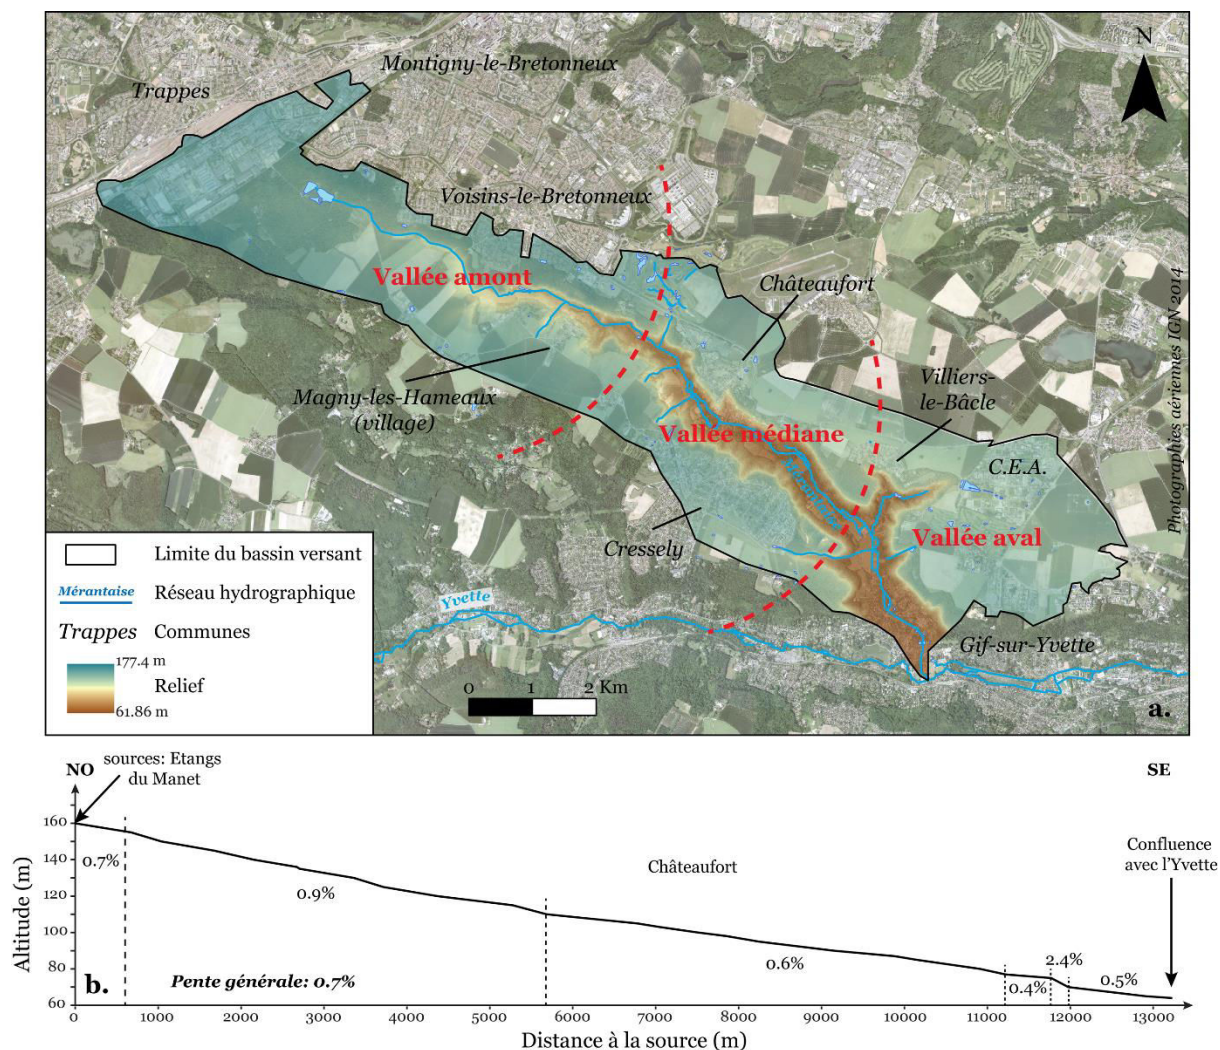 Montigny-le-Bretonneux
Trappes
N
Voisins-le-Bretonneux
Vallée amont
Châteaufort
Photographies aériennes IGN 2014
Magny-les-Hameaux
(village)
Villiers-
le-Bâcle
Vallée médiane
Mérantaise
C.E.A.
Cressely
Vallée aval
Yvette
Gif-sur-Yvette
Limite du bassin versant
Mérantaise
Réseau hydrographique
Trappes
Communes
177.4 m
Relief
61.86 m
0 1 2 Km
a.
NO
sources: Etangs
du Manet
SE
Altitude (m)
160
140
120
100
80
60
0.7%
0.9%
Châteaufort
Confluence
avec l'Yvette
0.6%
2.4%
0.4%
0.5%
b.
Pente générale: 0.7%
0 1000 2000 3000 4000 5000 6000 7000 8000 9000 10000 11000 12000 13000
Distance à la source (m)